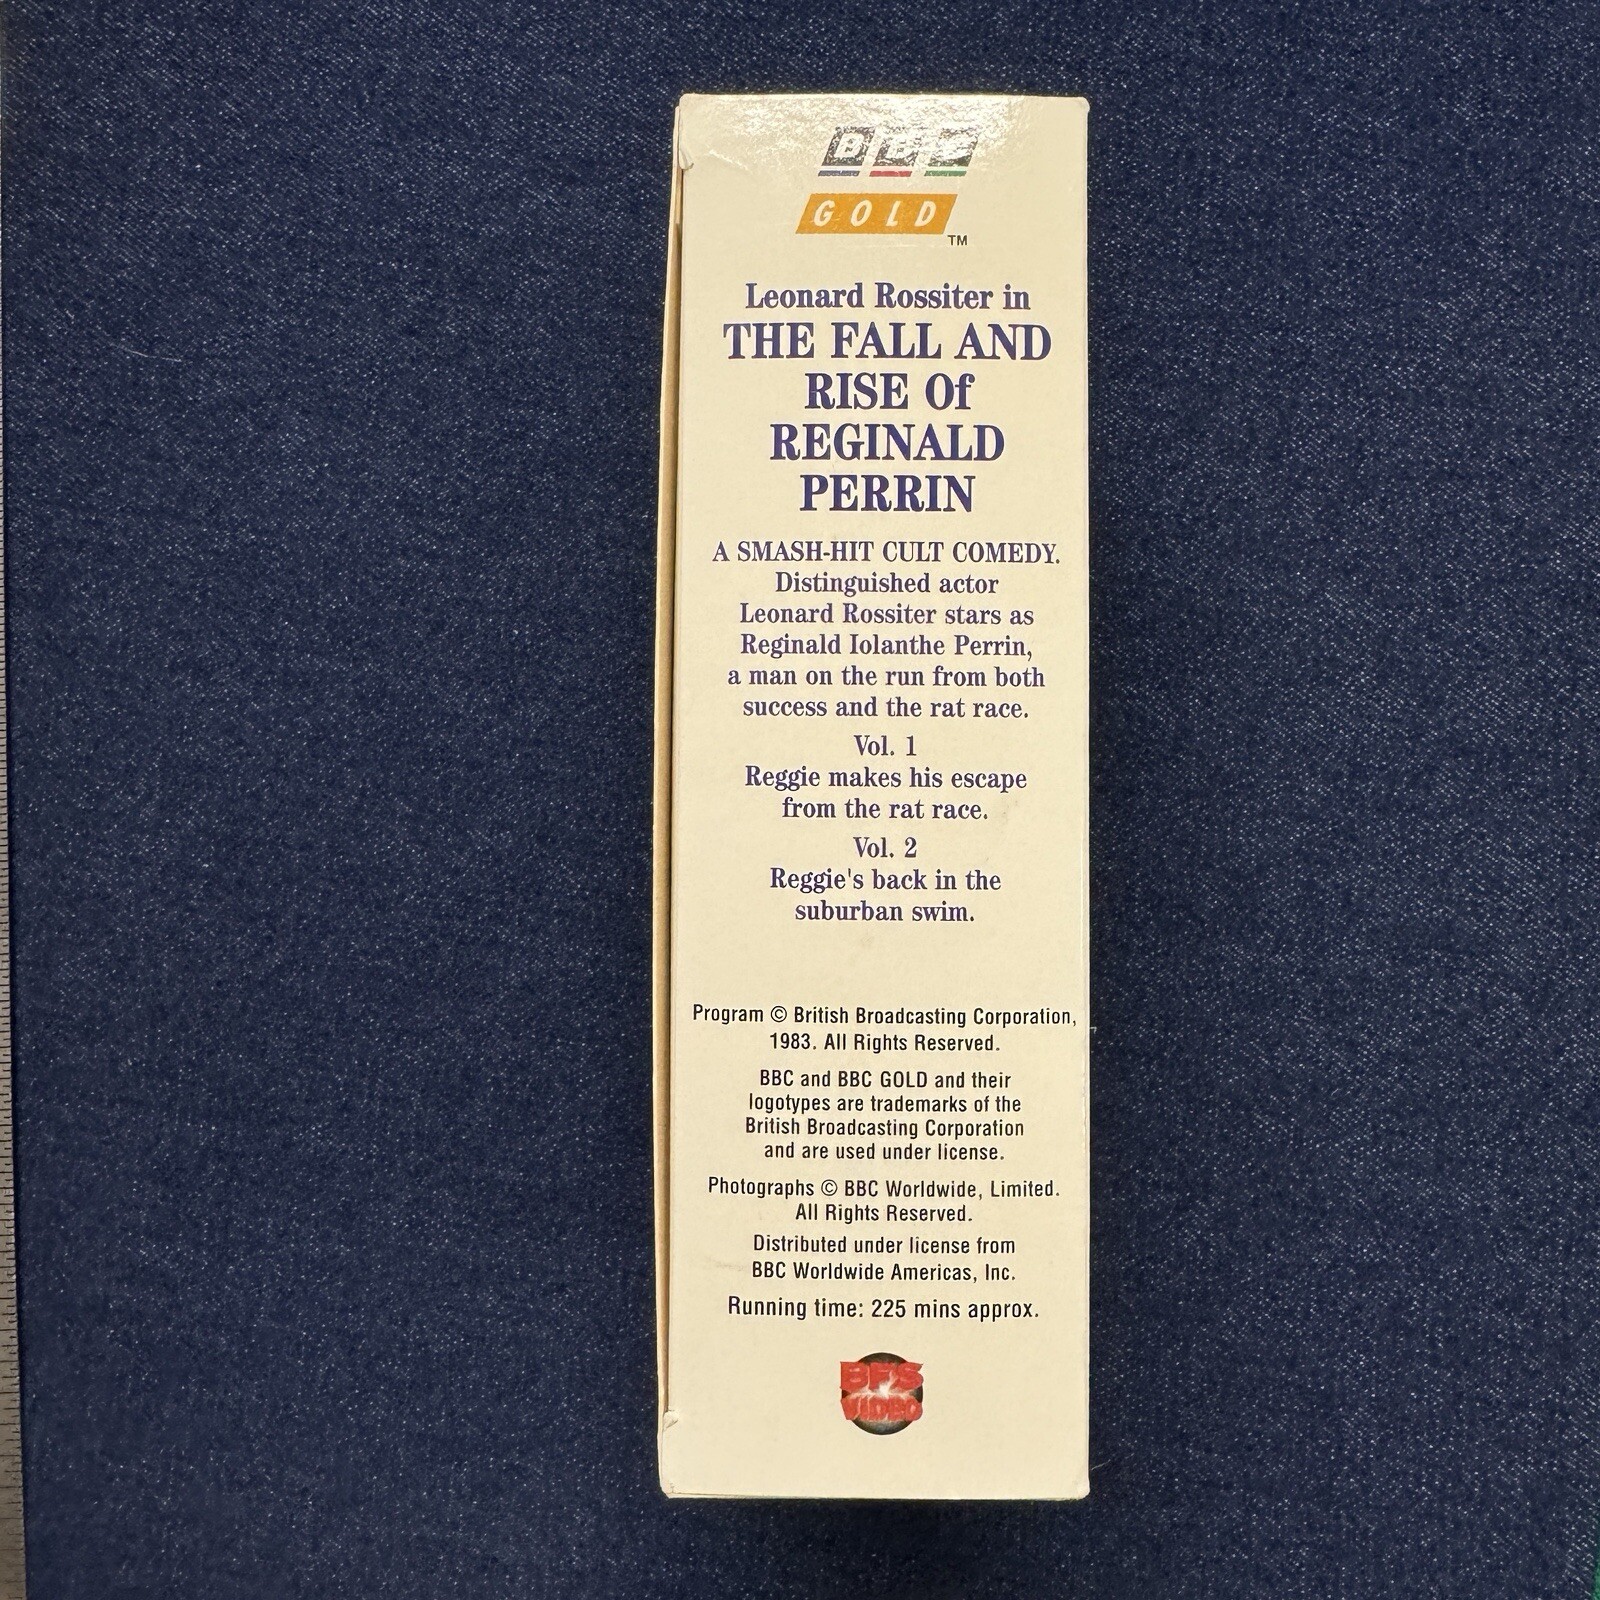 BBC
GOLD
TM
Leonard Rossiter in
THE FALL AND
RISE Of
REGINALD
PERRIN
A SMASH-HIT CULT COMEDY.
Distinguished actor
Leonard Rossiter stars as
Reginald Iolanthe Perrin,
a man on the run from both
success and the rat race.
Vol. 1
Reggie makes his escape
from the rat race.
Vol. 2
Reggie's back in the
suburban swim.
Program © British Broadcasting Corporation,
1983. All Rights Reserved.
BBC and BBC GOLD and their
logotypes are trademarks of the
British Broadcasting Corporation
and are used under license.
Photographs © BBC Worldwide, Limited.
All Rights Reserved.
Distributed under license from
BBC Worldwide Americas, Inc.
Running time: 225 mins approx.
BFS
VIDEO